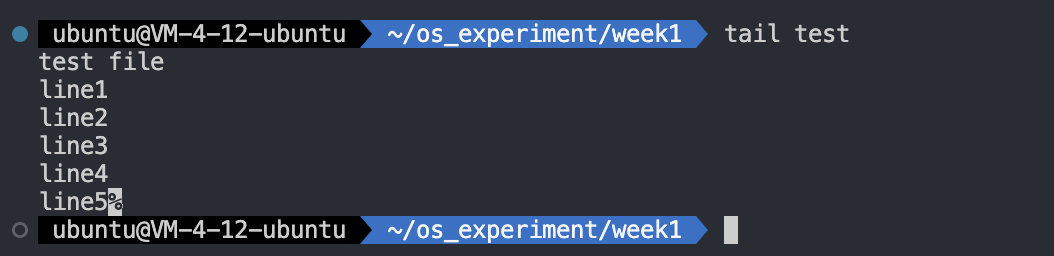 ubuntu@VM-4-12-ubuntu ~/os_experiment/week1 tail test
test file
line1
line2
line3
line4
line5%
ubuntu@VM-4-12-ubuntu ~/os_experiment/week1